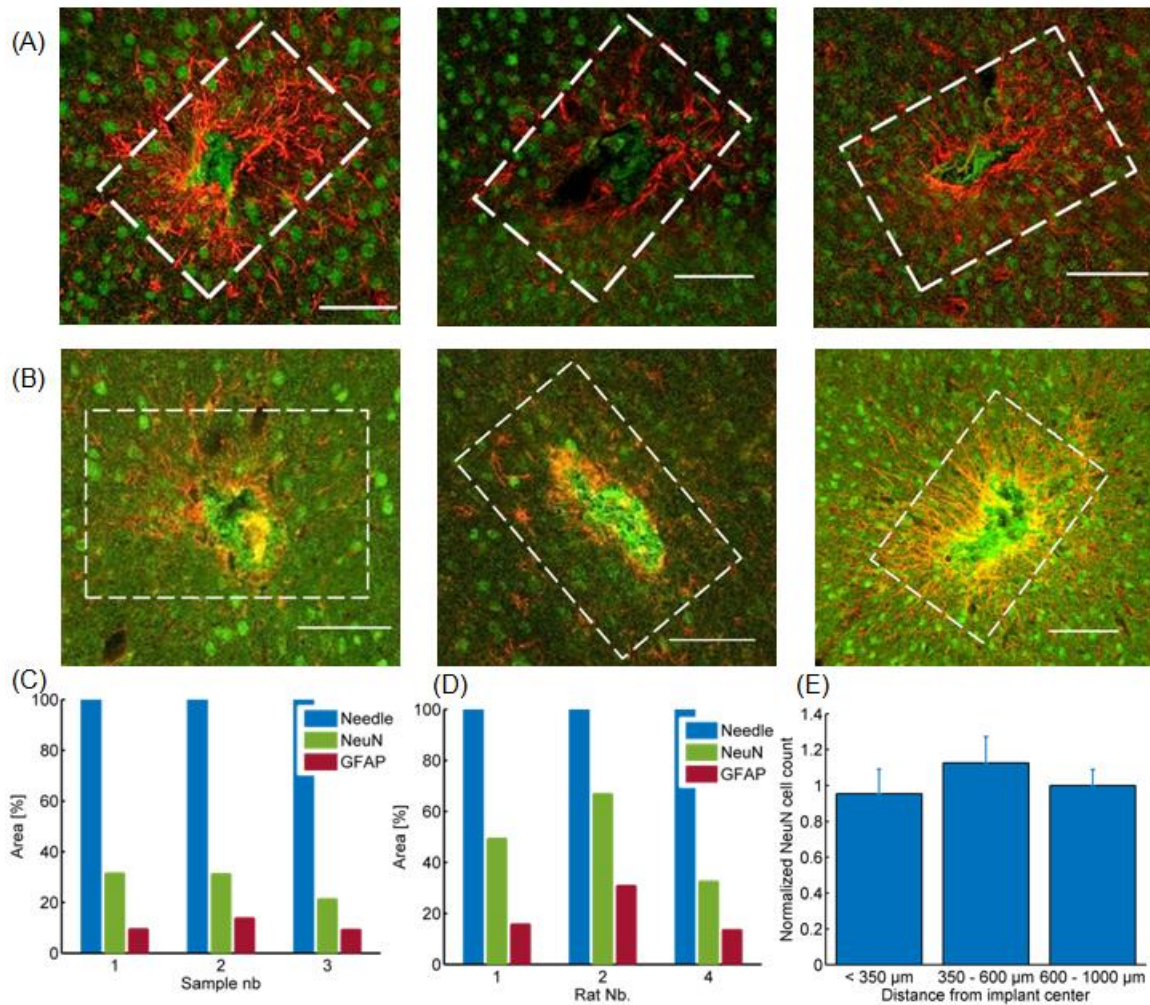 (A)
(B)
(C)
100
80
60
40
20
0
Area [%]
Needle
NeuN
GFAP
1 2 3
Sample nb
(D)
100
80
60
40
20
0
Area [%]
Needle
NeuN
GFAP
1 2 4
Rat Nb.
(E)
1.4
1.2
1
0.8
0.6
0.4
0.2
0
Normalized NeuN cell count
< 350 µm 350 - 600 µm 600 - 1000 µm
Distance from implant center